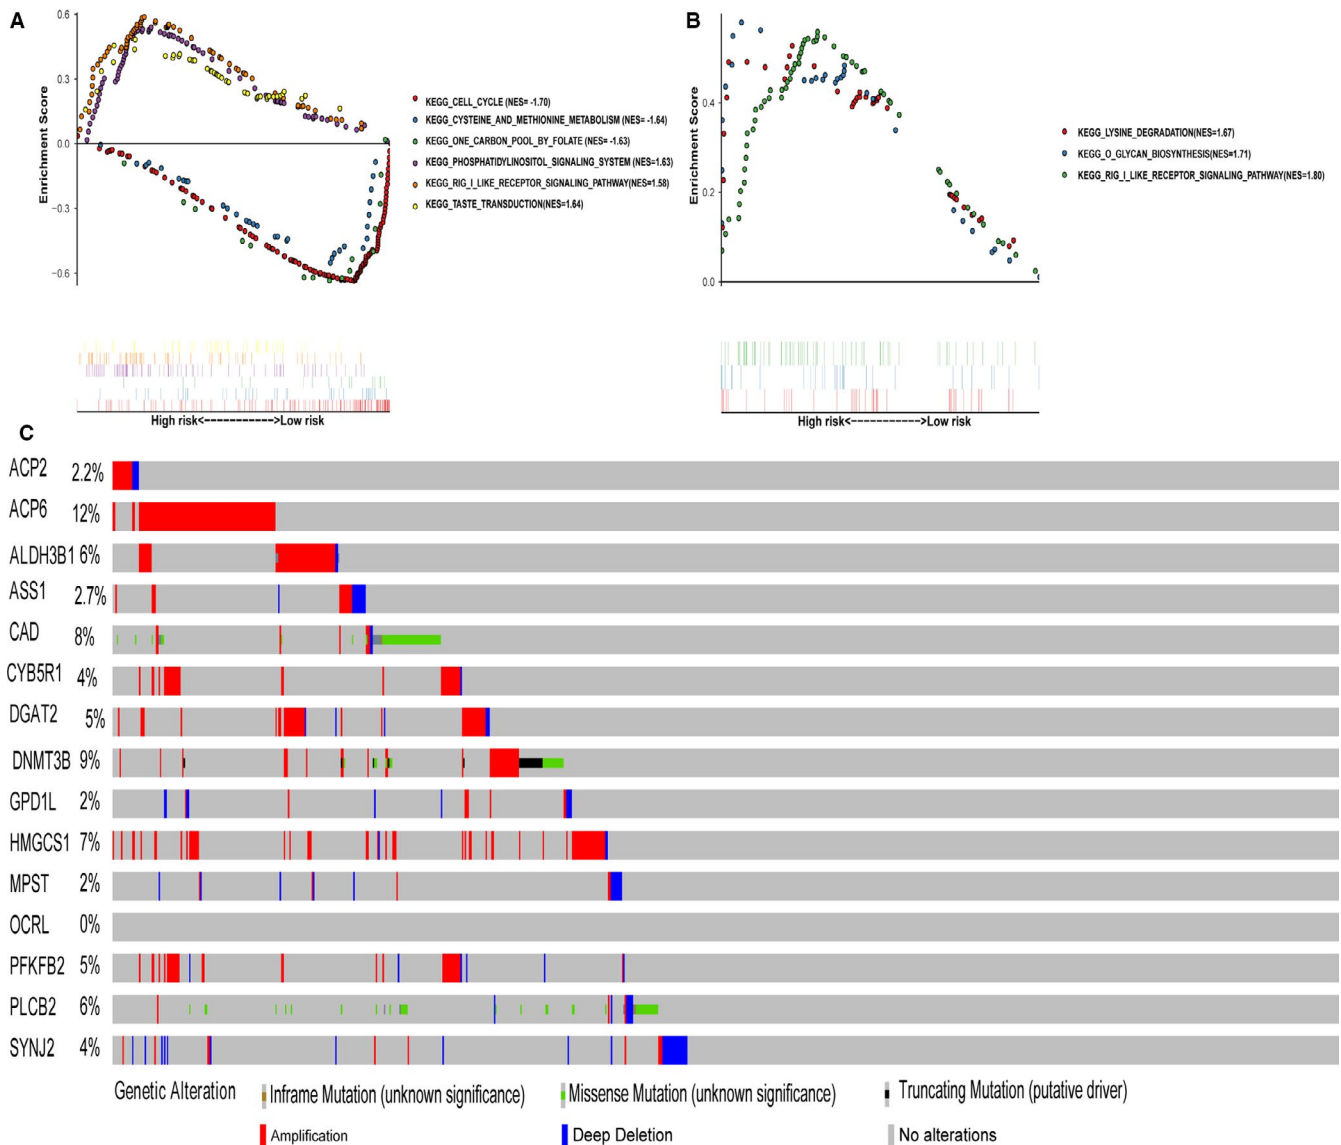 A
0.6
0.3
0.0
−0.3
−0.6
Enrichment Score
KEGG_CELL_CYCLE (NES= -1.70)
KEGG_CYSTEINE_AND_METHIONINE_METABOLISM (NES= -1.64)
KEGG_ONE_CARBON_POOL_BY_FOLATE (NES= -1.63)
KEGG_PHOSPHATIDYLINOSITOL_SIGNALING_SYSTEM (NES=1.63)
KEGG_RIG_I_LIKE_RECEPTOR_SIGNALING_PATHWAY(NES=1.58)
KEGG_TASTE_TRANSDUCTION(NES=1.64)
High risk<------------>Low risk
B
0.4
0.2
0.0
Enrichment Score
KEGG_LYSINE_DEGRADATION(NES=1.67)
KEGG_O_GLYCAN_BIOSYNTHESIS(NES=1.71)
KEGG_RIG_I_LIKE_RECEPTOR_SIGNALING_PATHWAY(NES=1.80)
High risk<------------>Low risk
C
ACP2 2.2%
ACP6 12%
ALDH3B1 6%
ASS1 2.7%
CAD 8%
CYB5R1 4%
DGAT2 5%
DNMT3B 9%
GPD1L 2%
HMGCS1 7%
MPST 2%
OCRL 0%
PFKFB2 5%
PLCB2 6%
SYNJ2 4%
Genetic Alteration Inframe Mutation (unknown significance) Missense Mutation (unknown significance) Truncating Mutation (putative driver)
Amplification Deep Deletion No alterations